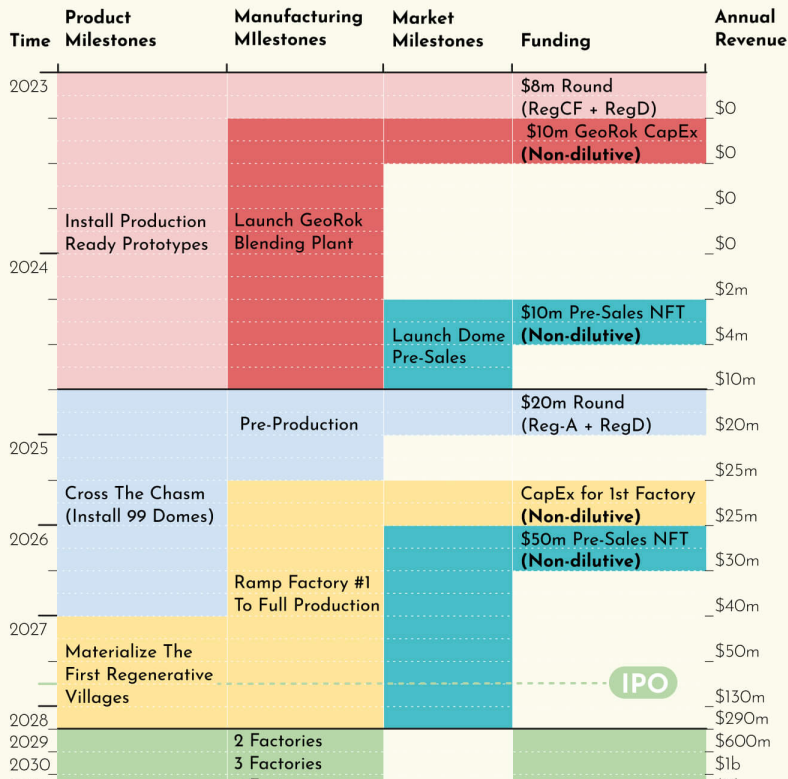 Product Milestones
Manufacturing MIlestones
Market Milestones
Time
Funding
Annual Revenue
2023
$8m Round
(RegCF + RegD)
$0
$10m GeoRok CapEx
(Non-dilutive)
$0
$0
Install Production
Ready Prototypes
Launch GeoRok
Blending Plant
$0
2024
$2m
$10m Pre-Sales NFT
(Non-dilutive)
Launch Dome
Pre-Sales
$4m
$10m
$20m Round
(Reg-A + RegD)
Pre-Production
$20m
2025
$25m
Cross The Chasm
(Install 99 Domes)
CapEx for 1st Factory
(Non-dilutive)
$25m
2026
$50m Pre-Sales NFT
(Non-dilutive)
$30m
Ramp Factory #1
To Full Production
$40m
2027
Materialize The
First Regenerative
Villages
$50m
IPO
$130m
2028
$290m
2029
2 Factories
$600m
2030
3 Factories
$1b